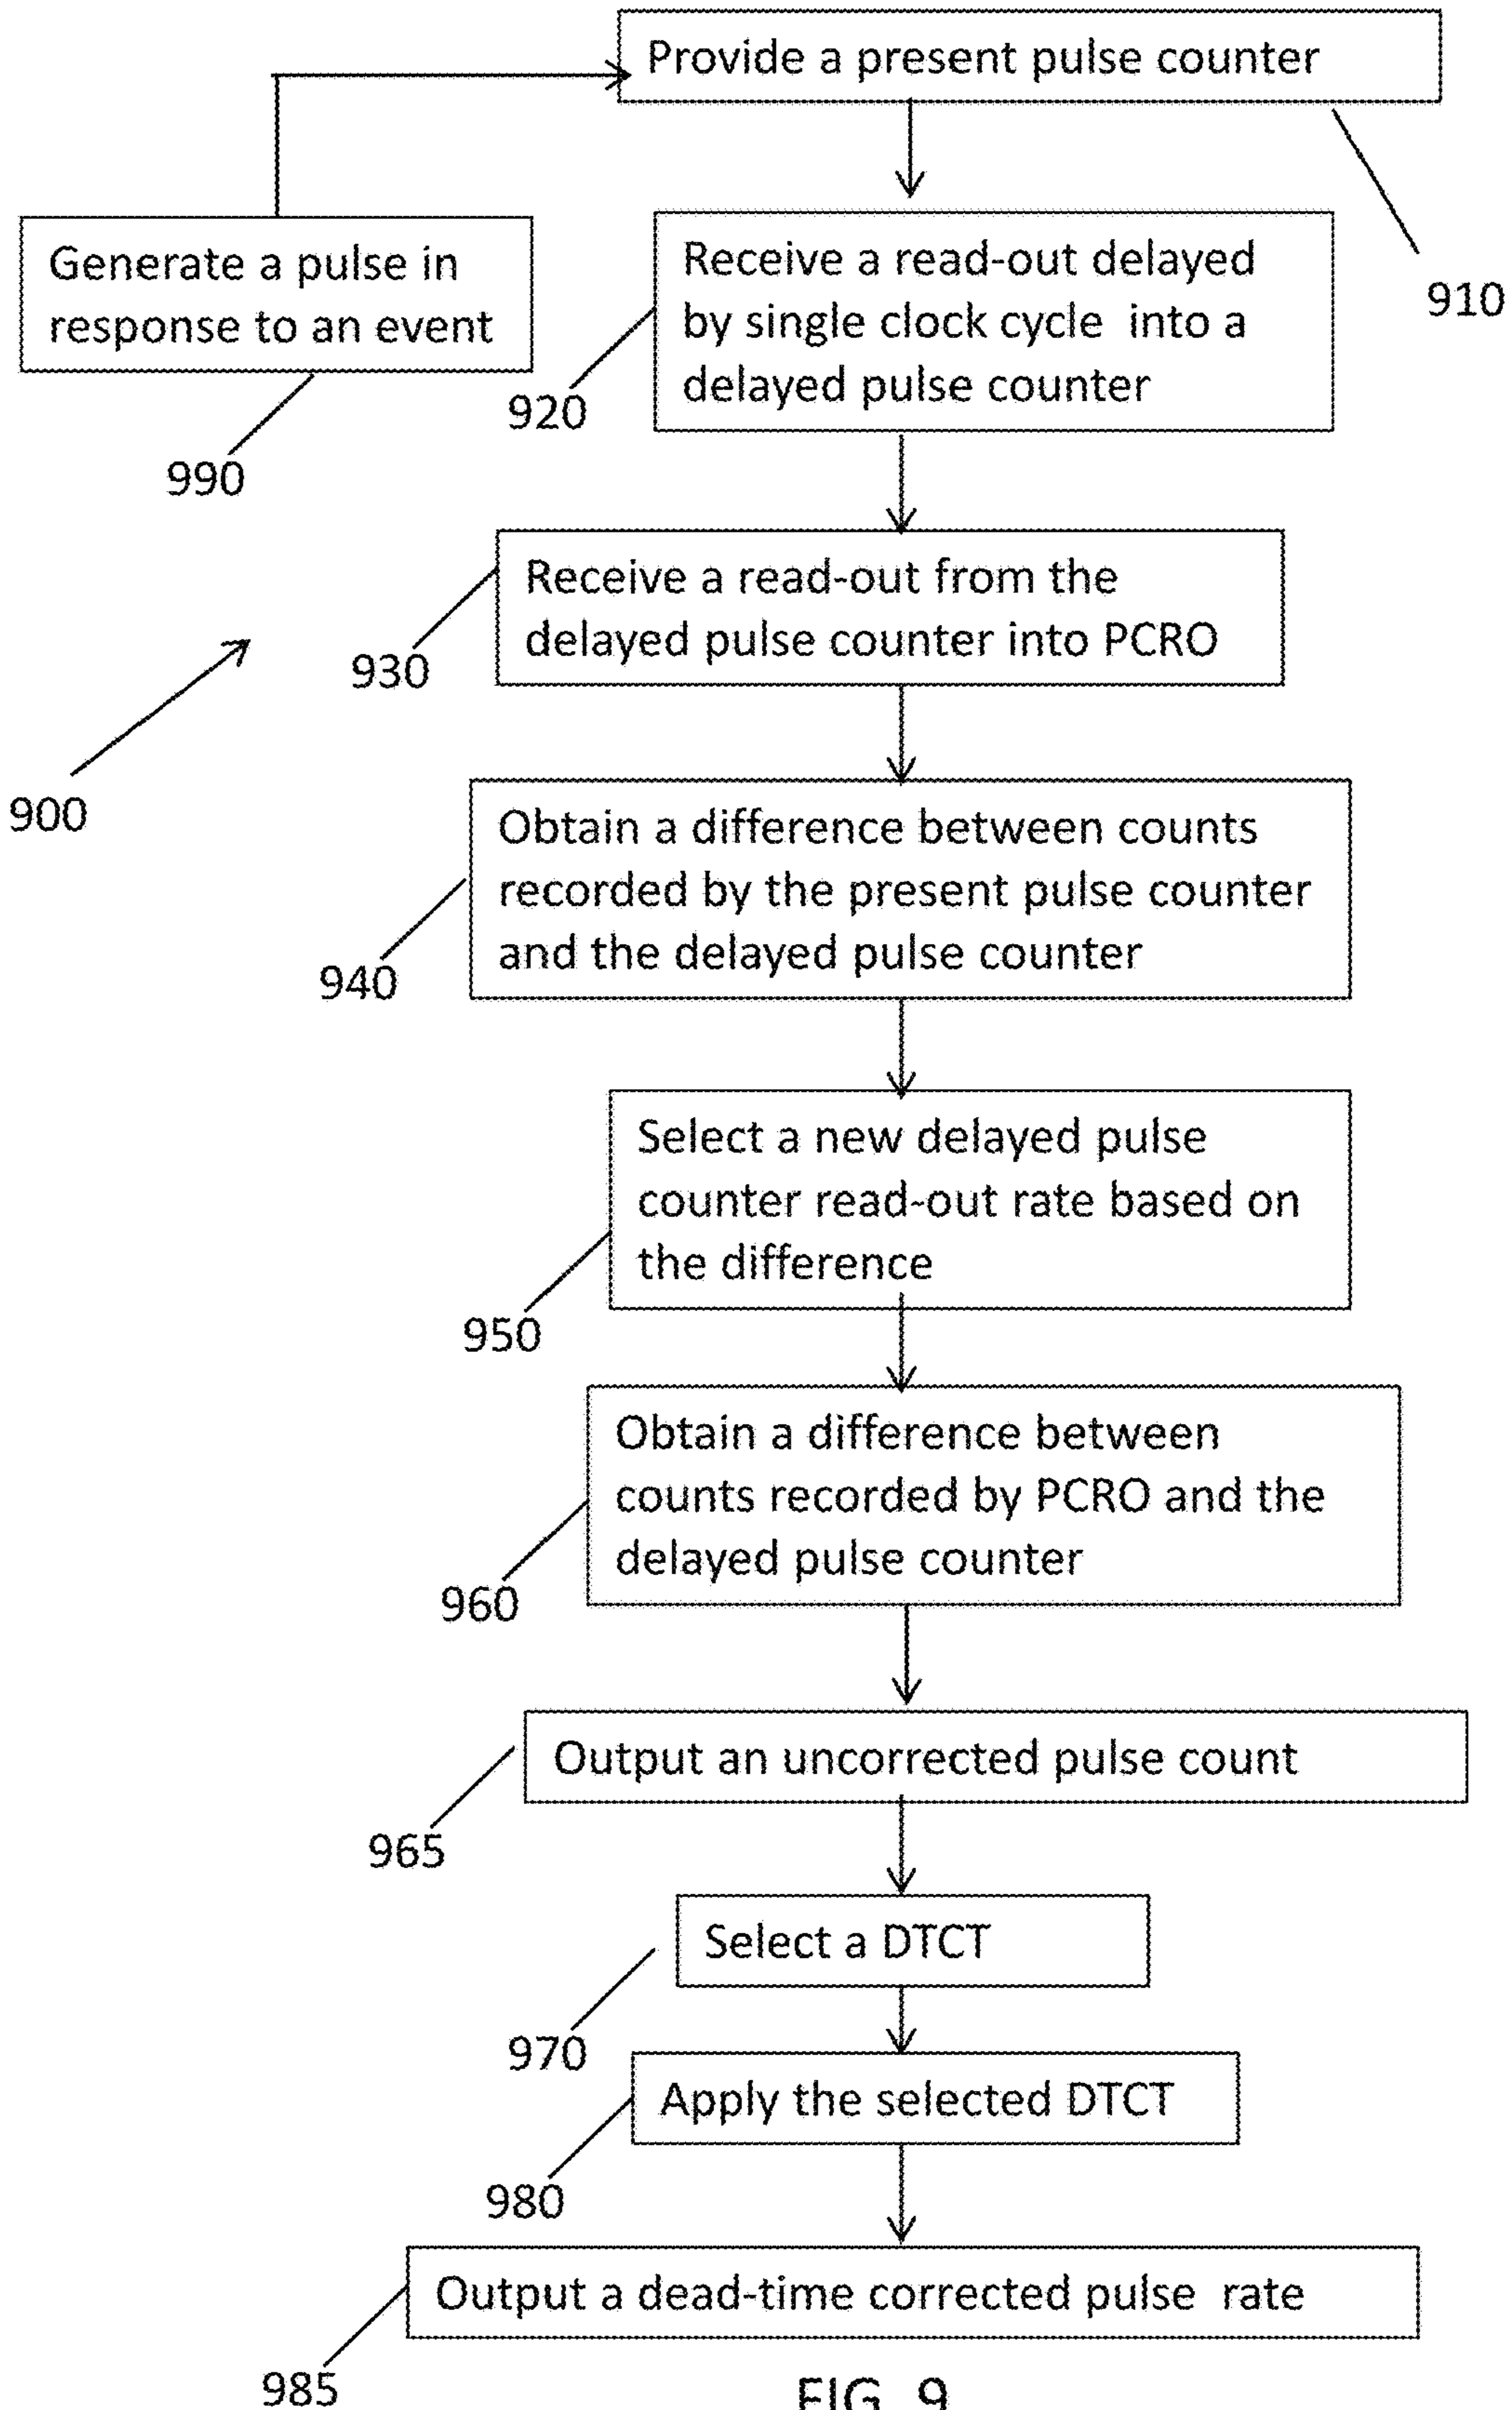 Provide a present pulse counter
910
Generate a pulse in
response to an event
990
Receive a read-out delayed
by single clock cycle into a
delayed pulse counter
920
Receive a read-out from the
delayed pulse counter into PCRO
930
900
Obtain a difference between counts
recorded by the present pulse counter
and the delayed pulse counter
940
Select a new delayed pulse
counter read-out rate based on
the difference
950
Obtain a difference between
counts recorded by PCRO and the
delayed pulse counter
960
Output an uncorrected pulse count
965
Select a DTCT
970
Apply the selected DTCT
980
Output a dead-time corrected pulse rate
985
FIG. 9